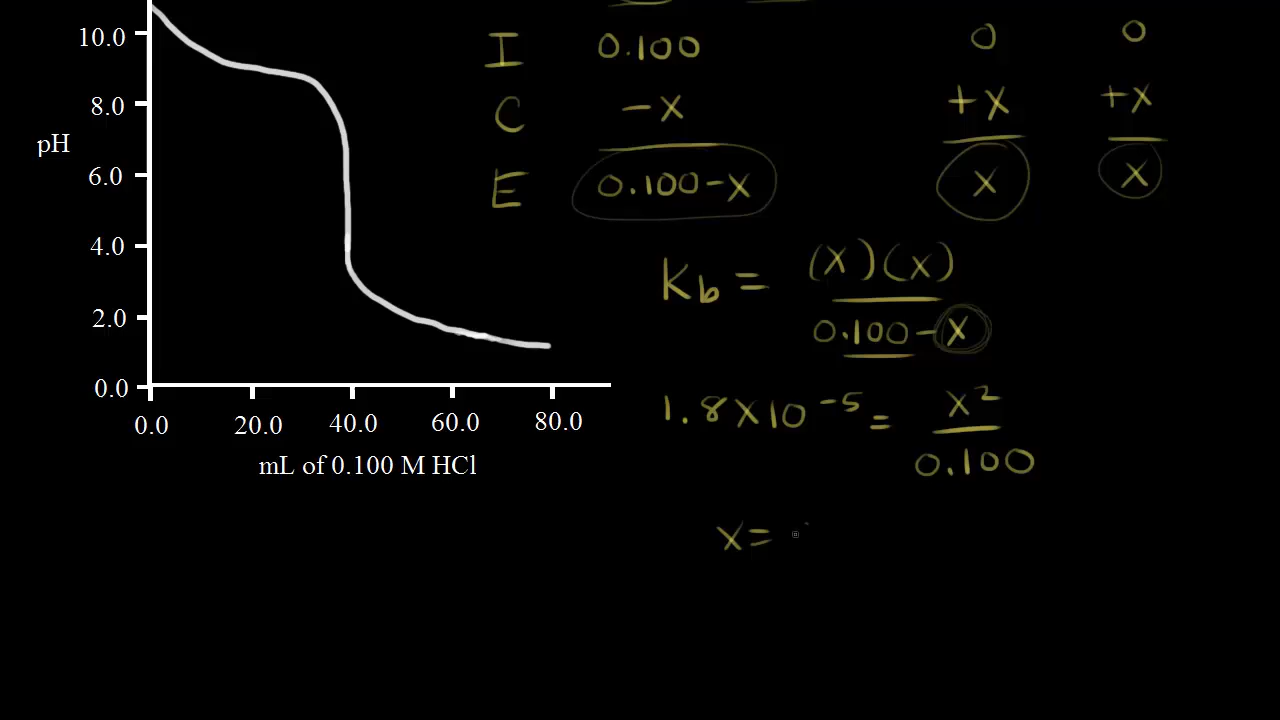 10.0
8.0
pH
6.0
4.0
2.0
0.0
0.0 20.0 40.0 60.0 80.0
mL of 0.100 M HCl
I 0.100 0 0
C -X +X +X
E 0.100-X X X
Kb = (X)(X)
0.100-X
1.8X10⁻⁵ = X²
0.100
X=